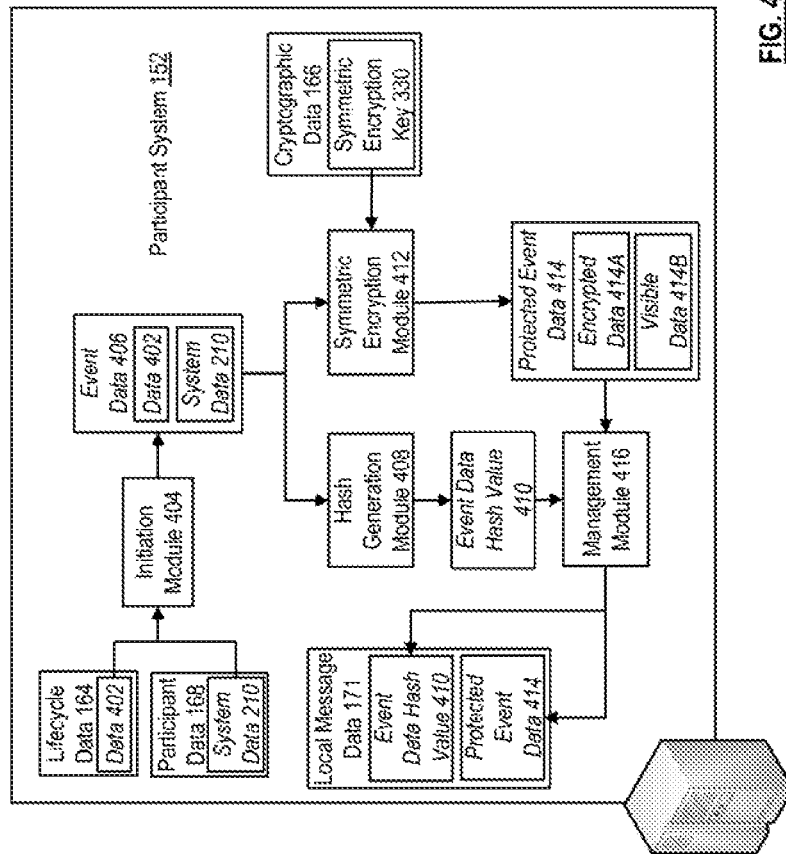 Participant System 152
Lifecycle
Data 164
Data 402
Participant
Data 168
System
Data 210
Initiation
Module 404
Event
Data 406
Data 402
System
Data 210
Hash
Generation
Module 408
Event Data
Hash Value
410
Symmetric
Encryption
Module 412
Cryptographic
Data 166
Symmetric
Encryption
Key 330
Protected Event
Data 414
Encrypted
Data 414A
Visible
Data 414B
Management
Module 416
Local Message
Data 171
Event
Data Hash
Value 410
Protected
Event
Data 414